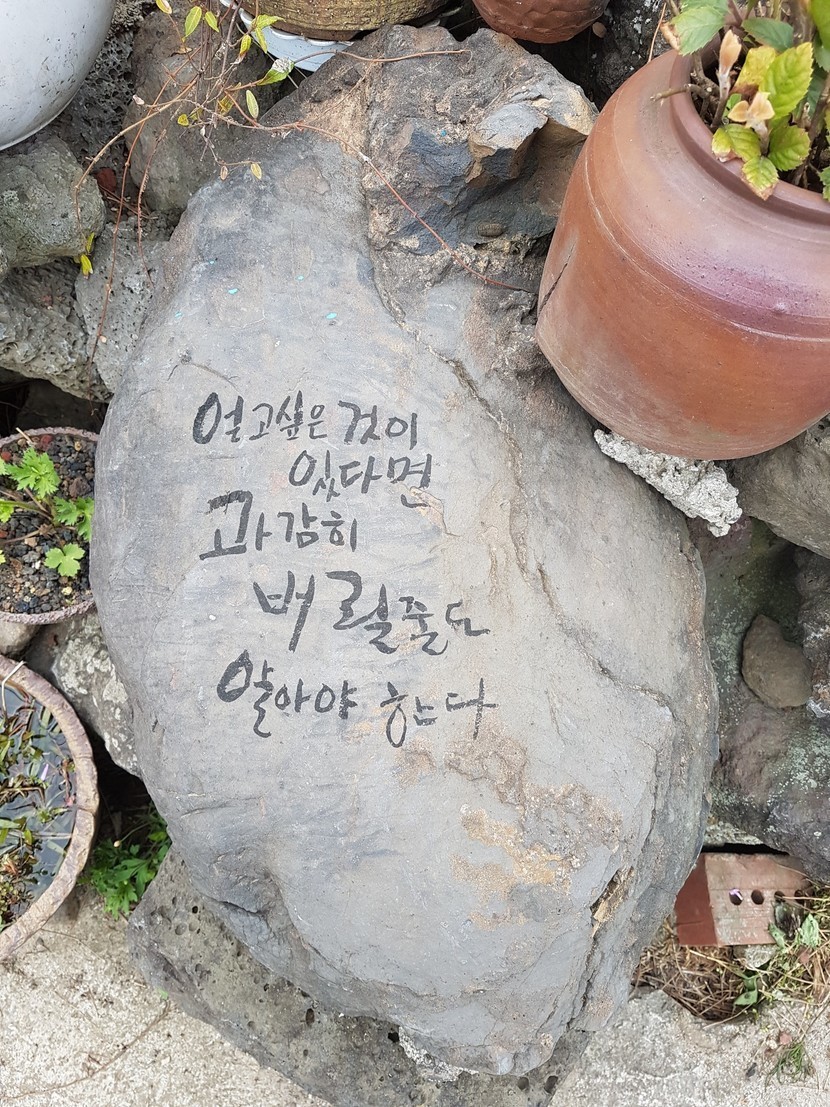 얻고싶은 것이
있다면
과감히
버릴줄도
알아야 한다